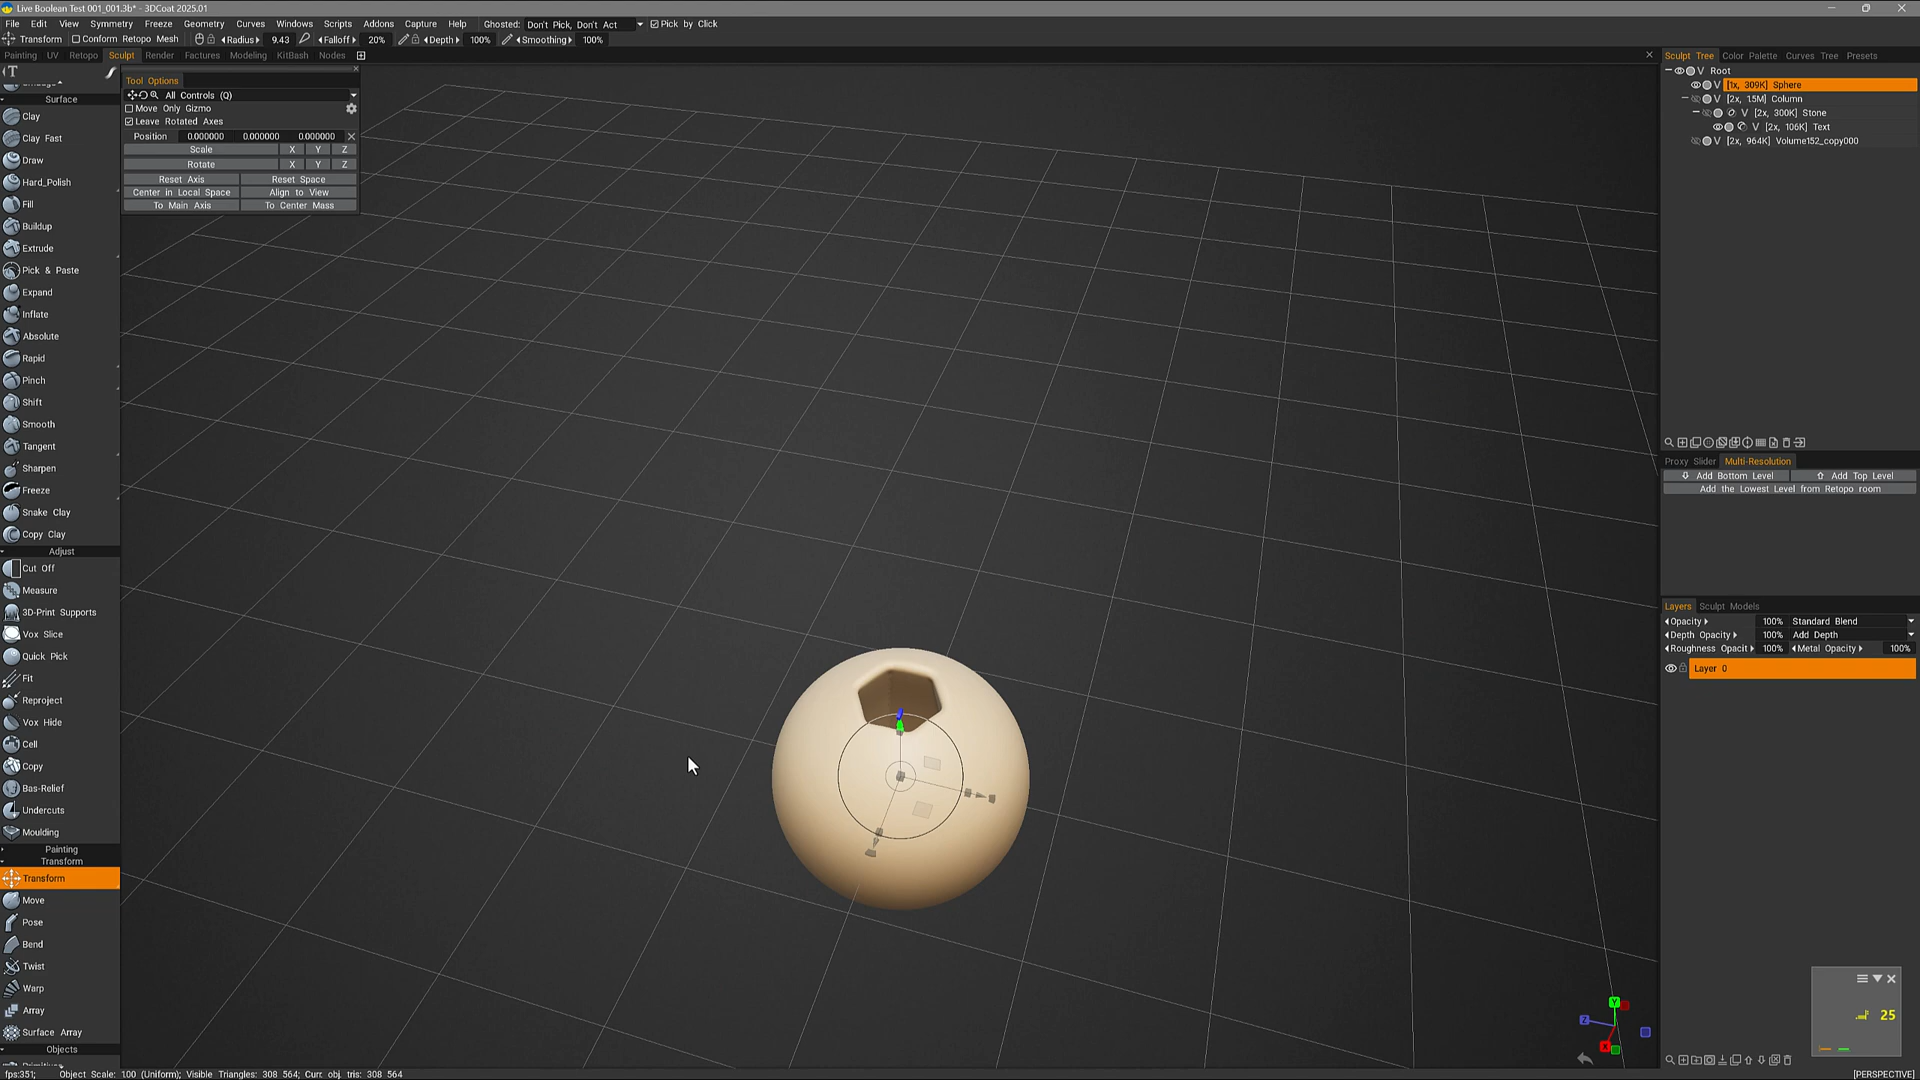 Live Boolean Test 001_001.3b* - 3DCoat 2025.01
File Edit View Symmetry Freeze Geometry Curves Windows Scripts Addons Capture Help Ghosted: Don't Pick, Don't Act Pick by Click
Transform Conform Retopo Mesh Radius 9.43 Falloff 20% Depth 100% Smoothing 100%
Painting UV Retopo Sculpt Render Factures Modeling KitBash Nodes
Surface
Clay
Clay Fast
Draw
Hard_Polish
Fill
Buildup
Extrude
Pick & Paste
Expand
Inflate
Absolute
Rapid
Pinch
Shift
Smooth
Tangent
Sharpen
Freeze
Snake Clay
Copy Clay
Adjust
Cut Off
Measure
3D-Print Supports
Vox Slice
Quick Pick
Fit
Reproject
Vox Hide
Cell
Copy
Bas-Relief
Undercuts
Moulding
Painting
Transform
Transform
Move
Pose
Bend
Twist
Warp
Array
Surface Array
Objects
Tool Options
All Controls (Q)
Move Only Gizmo
Leave Rotated Axes
Position 0.000000 0.000000 0.000000
Scale X Y Z
Rotate X Y Z
Reset Axis Reset Space
Center in Local Space Align to View
To Main Axis To Center Mass
Sculpt Tree Color Palette Curves Tree Presets
V Root
V [1x, 309K] Sphere
V [2x, 1.5M] Column
V [2x, 300K] Stone
V [2x, 106K] Text
V [2x, 964K] Volume152_copy000
Proxy Slider Multi-Resolution
Add Bottom Level Add Top Level
Add the Lowest Level from Retopo room
Layers Sculpt Models
Opacity 100% Standard Blend
Depth Opacity 100% Add Depth
Roughness Opacit 100% Metal Opacity 100%
Layer 0
25
Y
Z
X
fps:351; Object Scale: 1.00 (Uniform); Visible Triangles: 308 564; Curr. obj. tris: 308 564
[PERSPECTIVE]